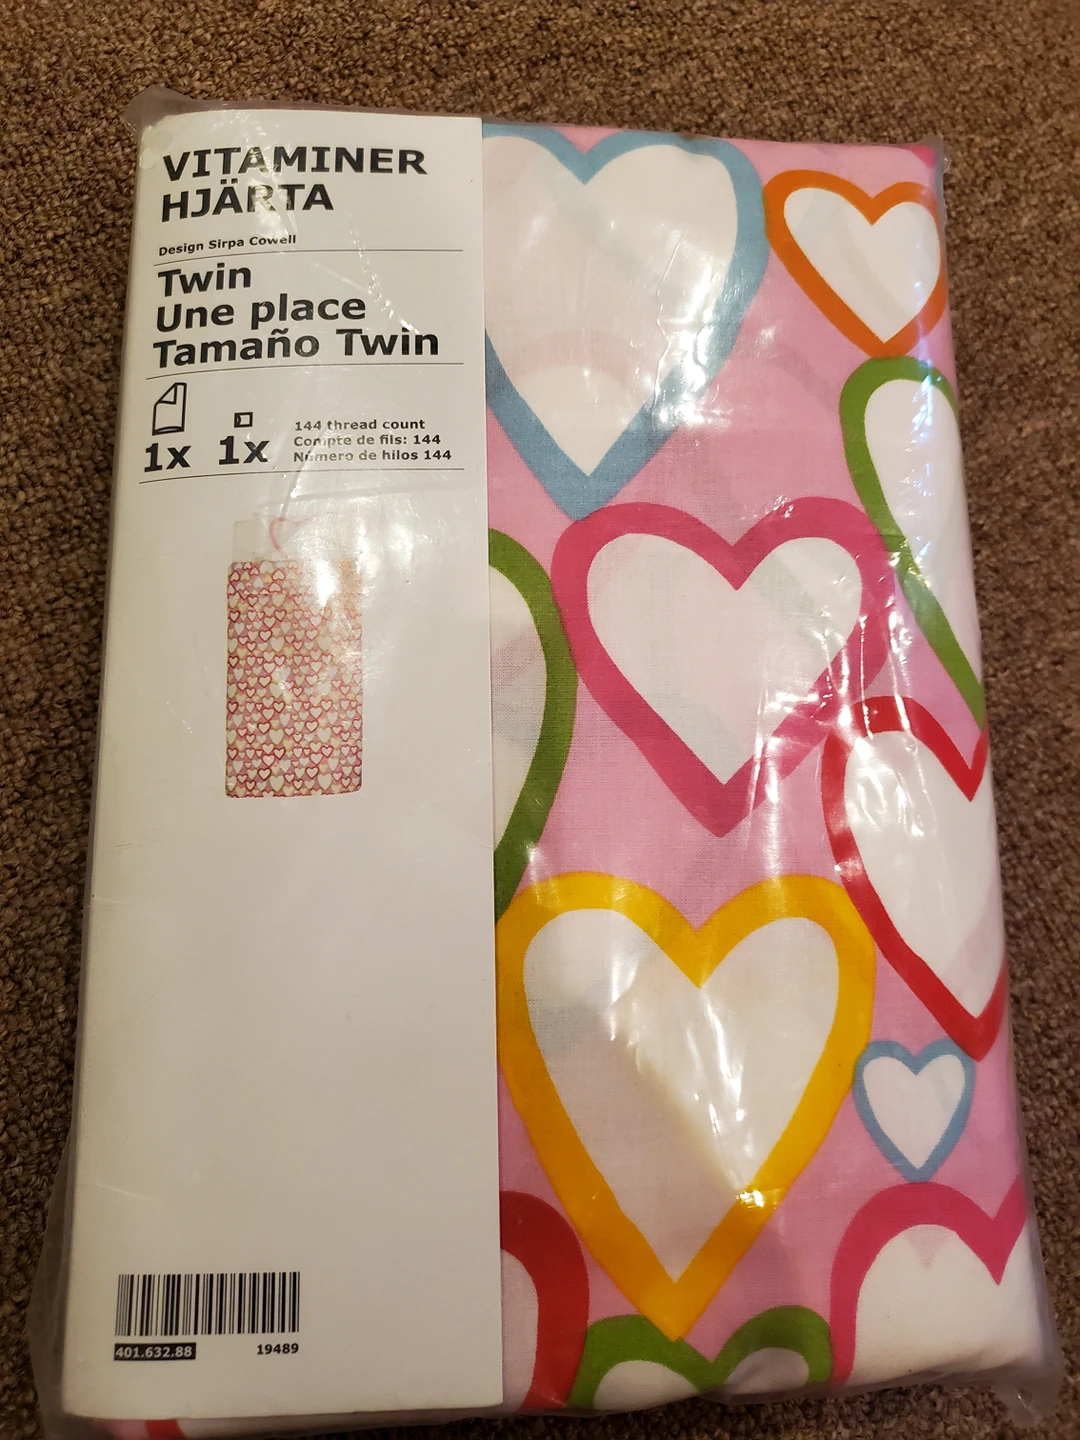 VITAMINER
HJÄRTA
Design Sirpa Cowell
Twin
Une place
Tamaño Twin
1x 1x
144 thread count
Compte de fils: 144
Número de hilos 144
401.632.88 19489